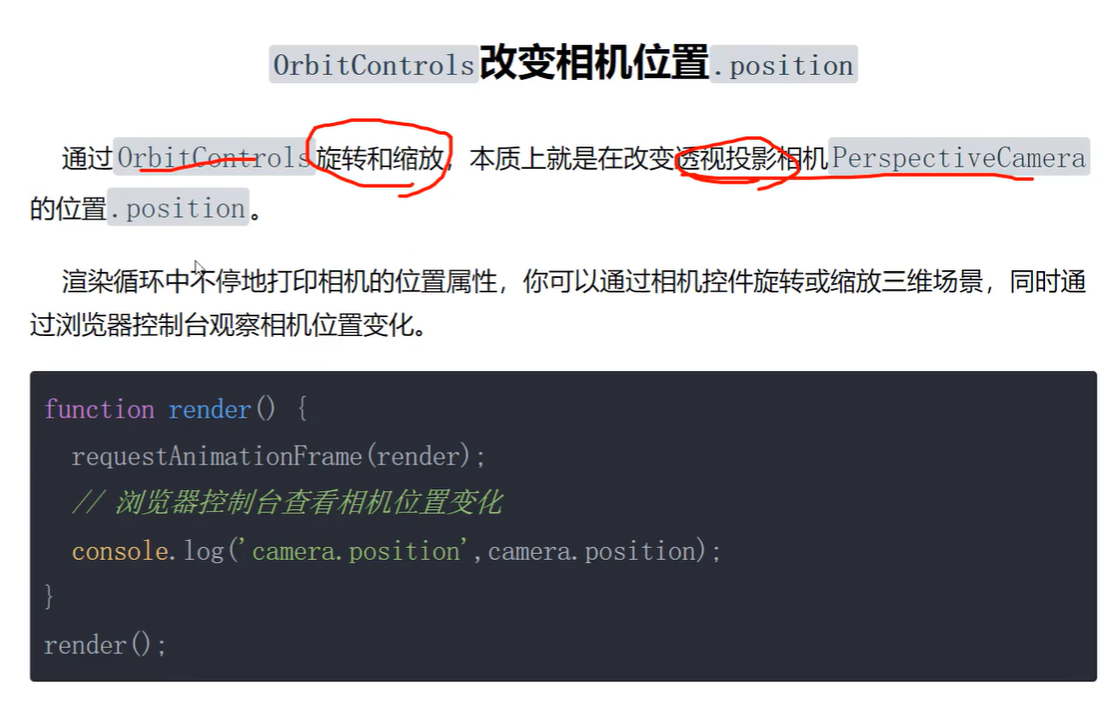 OrbitControls改变相机位置.position
通过OrbitControls旋转和缩放，本质上就是在改变透视投影相机PerspectiveCamera
的位置.position。
渲染循环中不停地打印相机的位置属性，你可以通过相机控件旋转或缩放三维场景，同时通
过浏览器控制台观察相机位置变化。
function render() {
requestAnimationFrame(render);
// 浏览器控制台查看相机位置变化
console.log('camera.position',camera.position);
}
render();